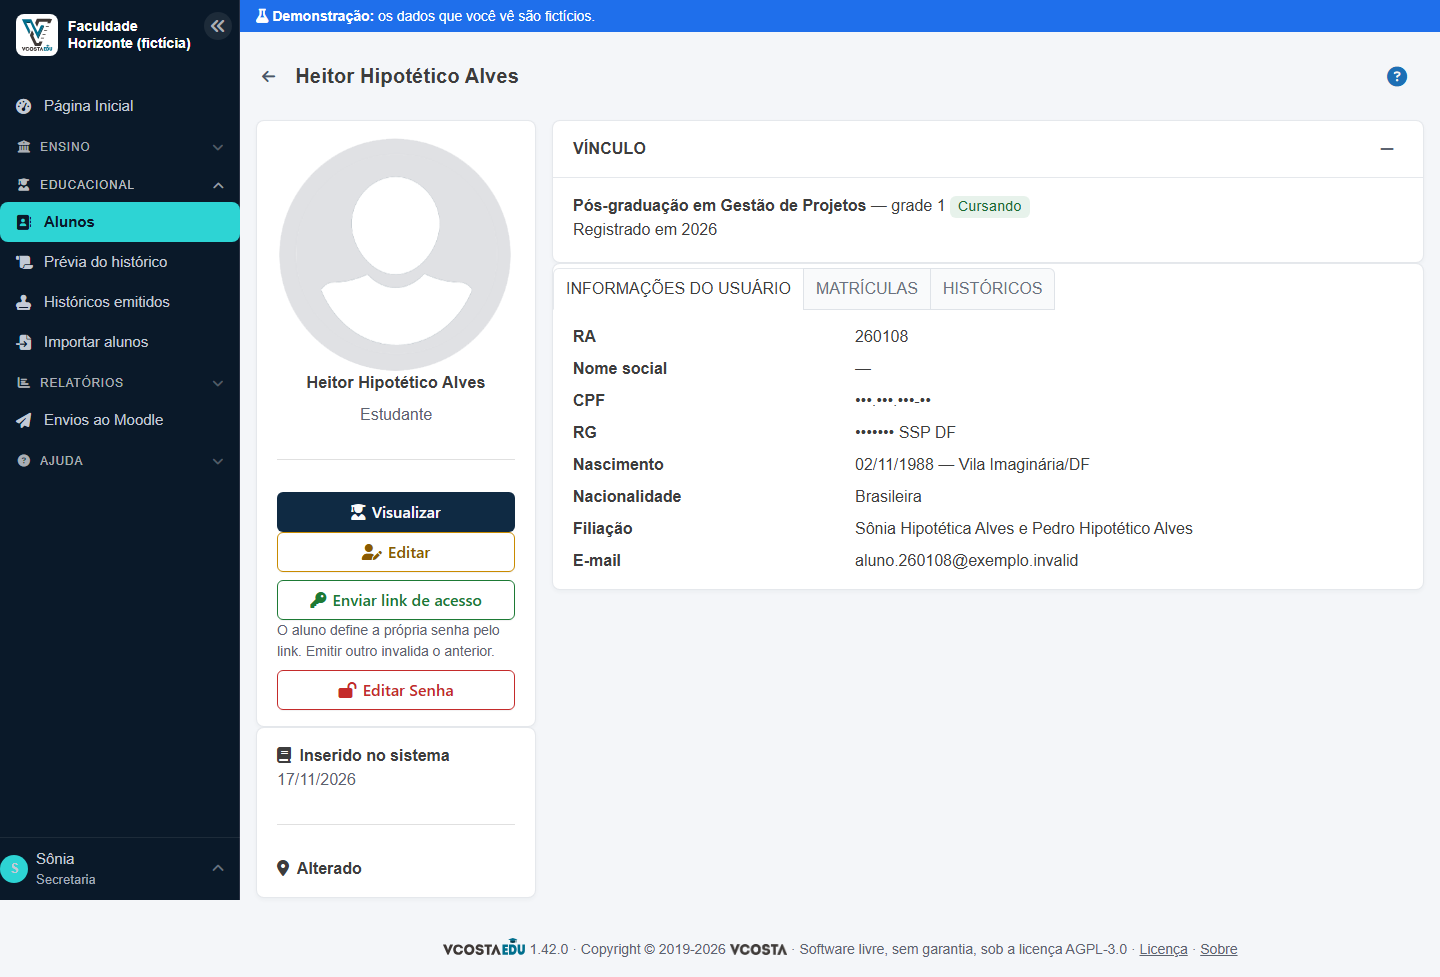 Faculdade
Horizonte (fictícia)
VCOSTAEDU
Página Inicial
ENSINO
EDUCACIONAL
Alunos
Prévia do histórico
Históricos emitidos
Importar alunos
RELATÓRIOS
Envios ao Moodle
AJUDA
S
Sônia
Secretaria
Demonstração: os dados que você vê são fictícios.
Heitor Hipotético Alves
?
Heitor Hipotético Alves
Estudante
Visualizar
Editar
Enviar link de acesso
O aluno define a própria senha pelo
link. Emitir outro invalida o anterior.
Editar Senha
Inserido no sistema
17/11/2026
Alterado
VÍNCULO
Pós-graduação em Gestão de Projetos — grade 1 Cursando
Registrado em 2026
INFORMAÇÕES DO USUÁRIO MATRÍCULAS HISTÓRICOS
RA 260108
Nome social —
CPF •••.•••.•••-••
RG ••••••• SSP DF
Nascimento 02/11/1988 — Vila Imaginária/DF
Nacionalidade Brasileira
Filiação Sônia Hipotética Alves e Pedro Hipotético Alves
E-mail aluno.260108@exemplo.invalid
VCOSTAEDU 1.42.0 · Copyright © 2019-2026 VCOSTA · Software livre, sem garantia, sob a licença AGPL-3.0 · Licença · Sobre